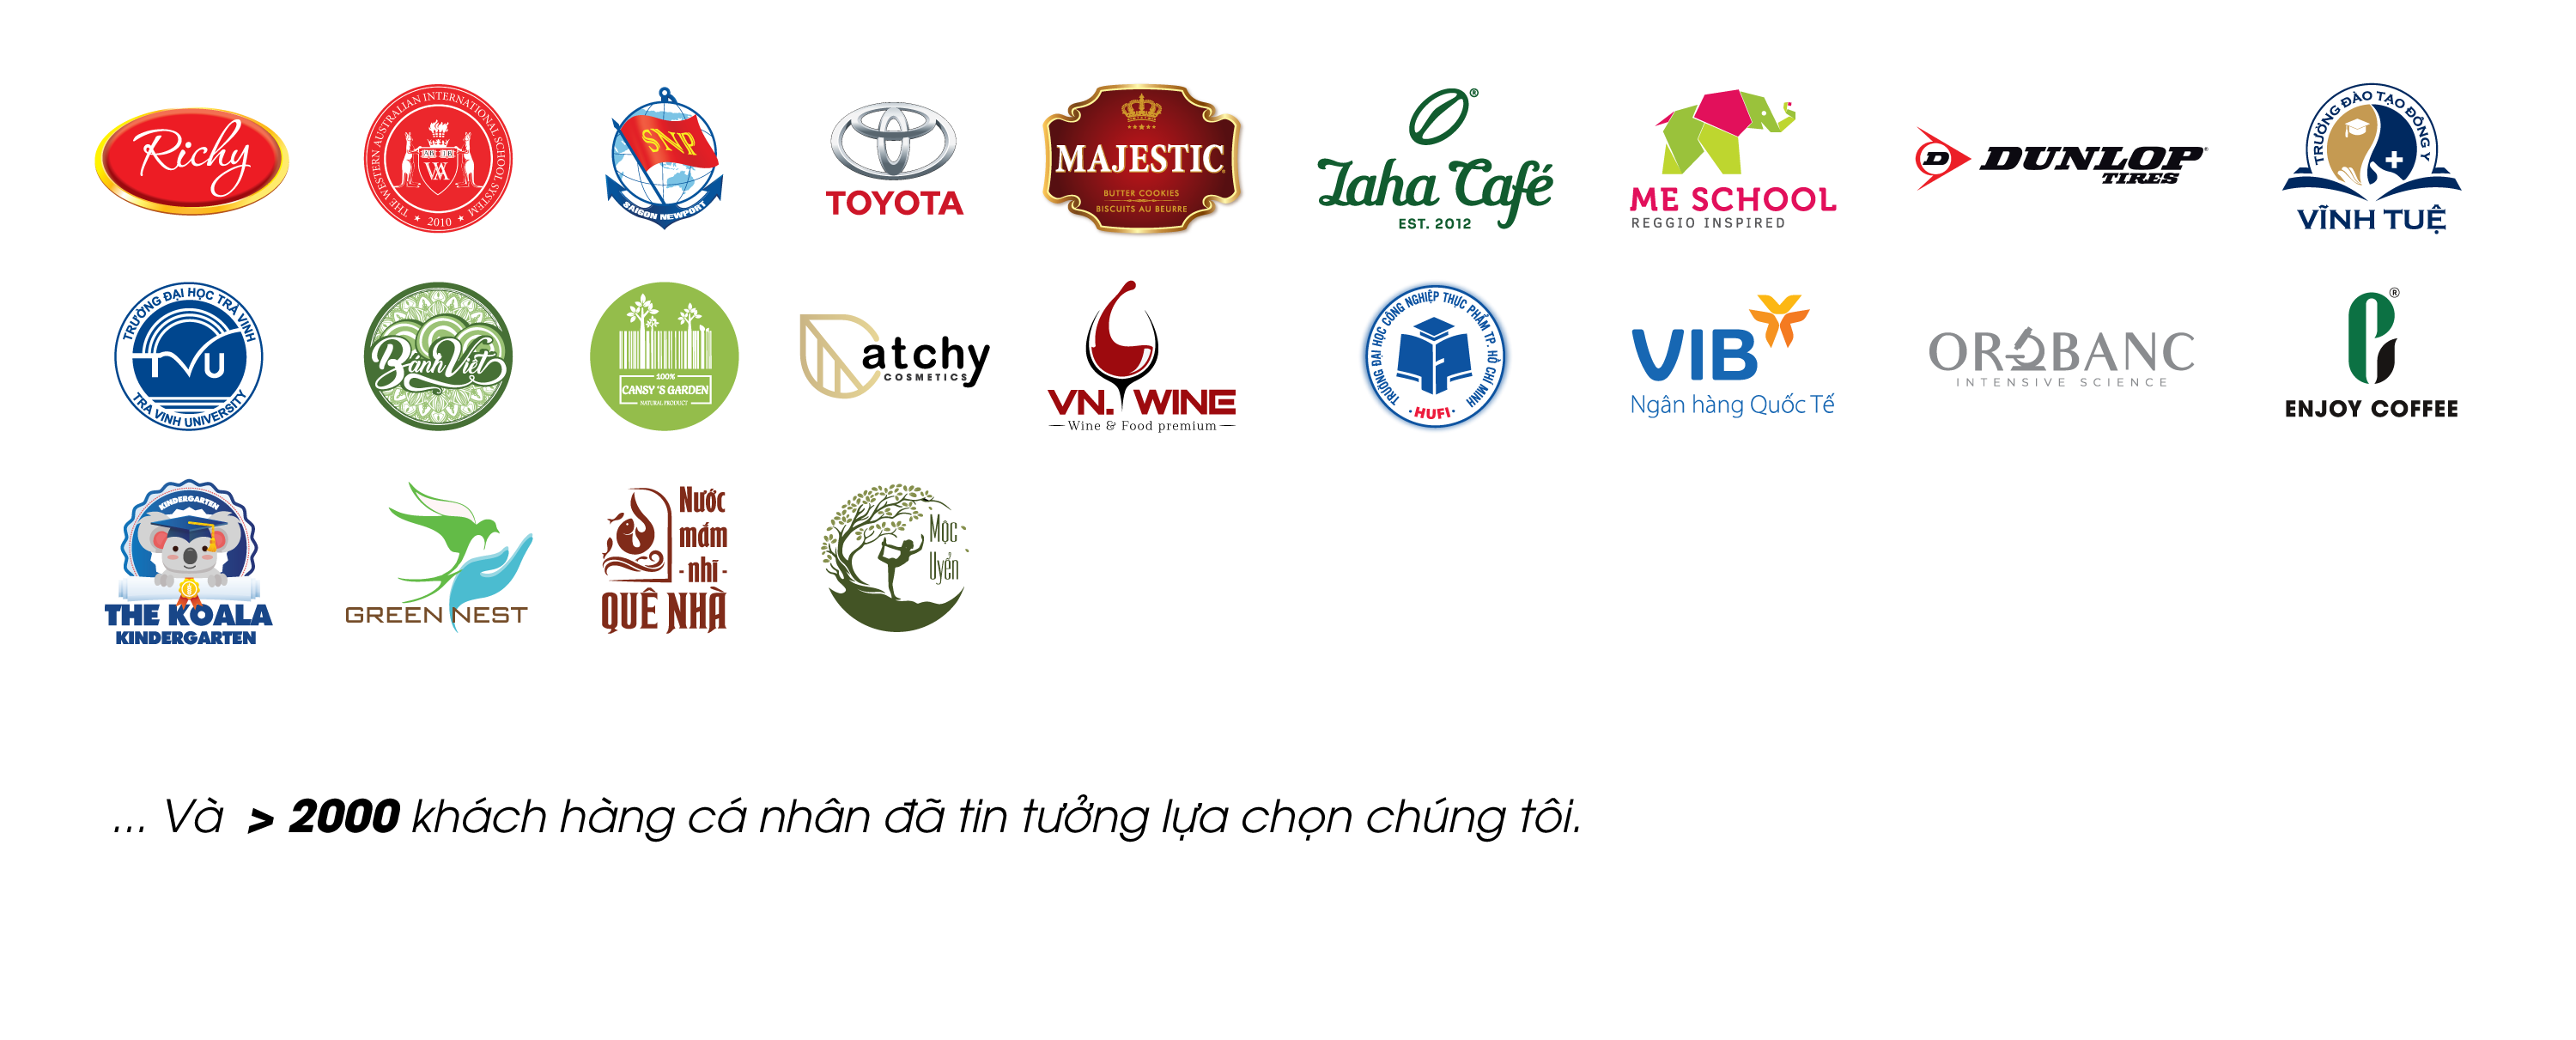 Richy
THE WESTERN AUSTRALIAN INTERNATIONAL SCHOOL SYSTEM
2010
SNP
SAIGON NEWPORT
TOYOTA
MAJESTIC
BUTTER COOKIES
BISCUITS AU BEURRE
®
Zaha Café
EST. 2012
ME SCHOOL
REGGIO INSPIRED
D DUNLOP
TIRES
TRƯỜNG ĐÀO TẠO ĐÔNG Y
VĨNH TUỆ
TRƯỜNG ĐẠI HỌC TRÀ VINH
TVU
TRA VINH UNIVERSITY
Bánh Việt
100%
CANSY 'S GARDEN
NATURAL PRODUCT
atchy
COSMETICS
VN. WINE
Wine & Food premium
TRƯỜNG ĐẠI HỌC CÔNG NGHIỆP THỰC PHẨM TP. HỒ CHÍ MINH
· HUFI ·
VIB
Ngân hàng Quốc Tế
OROBANC
INTENSIVE SCIENCE
®
ENJOY COFFEE
KINDERGARTEN
THE KOALA
KINDERGARTEN
GREEN NEST
Nước
mắm
- nhĩ -
QUÊ NHÀ
Mộc
Uyển
... Và > 2000 khách hàng cá nhân đã tin tưởng lựa chọn chúng tôi.